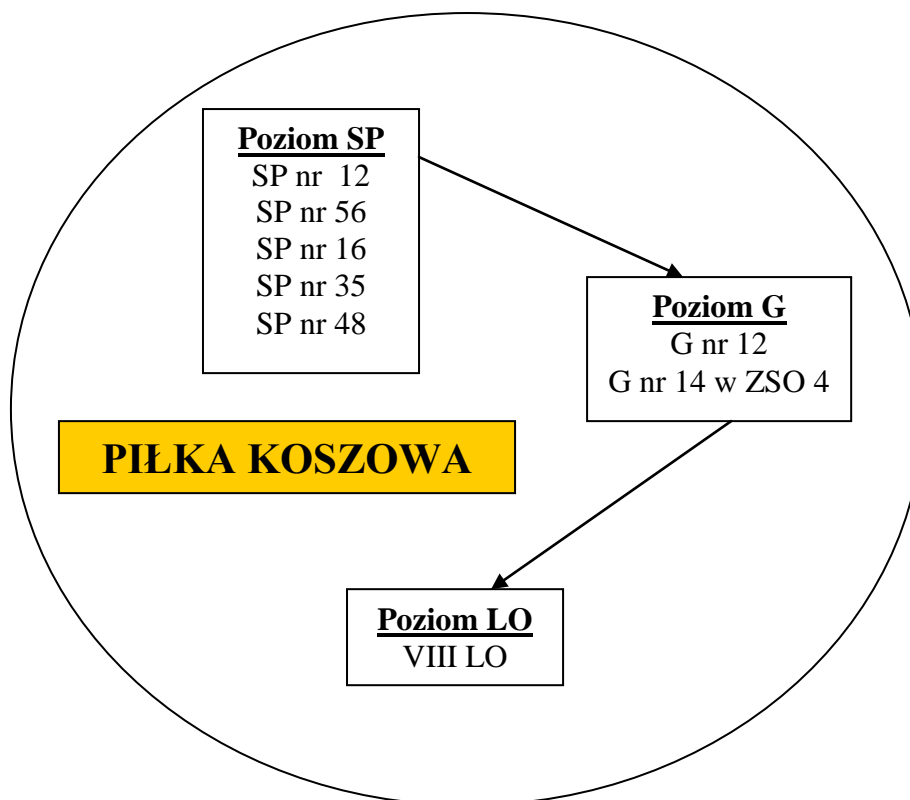 Poziom SP
SP nr  12
SP nr 56
SP nr 16
SP nr 35
SP nr 48
Poziom G
G nr 12
G nr 14 w ZSO 4
PIŁKA KOSZOWA
Poziom LO
VIII LO